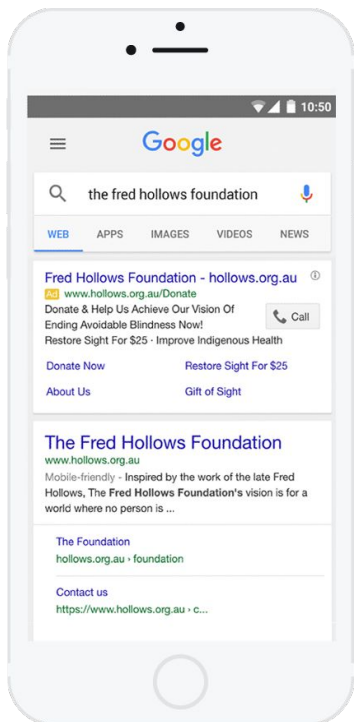 10:50
Google
the fred hollows foundation
WEB APPS IMAGES VIDEOS NEWS
Fred Hollows Foundation - hollows.org.au
Ad www.hollows.org.au/Donate
Donate & Help Us Achieve Our Vision Of
Ending Avoidable Blindness Now!
Call
Restore Sight For $25 · Improve Indigenous Health
Donate Now Restore Sight For $25
About Us Gift of Sight
The Fred Hollows Foundation
www.hollows.org.au
Mobile-friendly - Inspired by the work of the late Fred
Hollows, The Fred Hollows Foundation's vision is for a
world where no person is ...
The Foundation
hollows.org.au › foundation
Contact us
https://www.hollows.org.au › c...